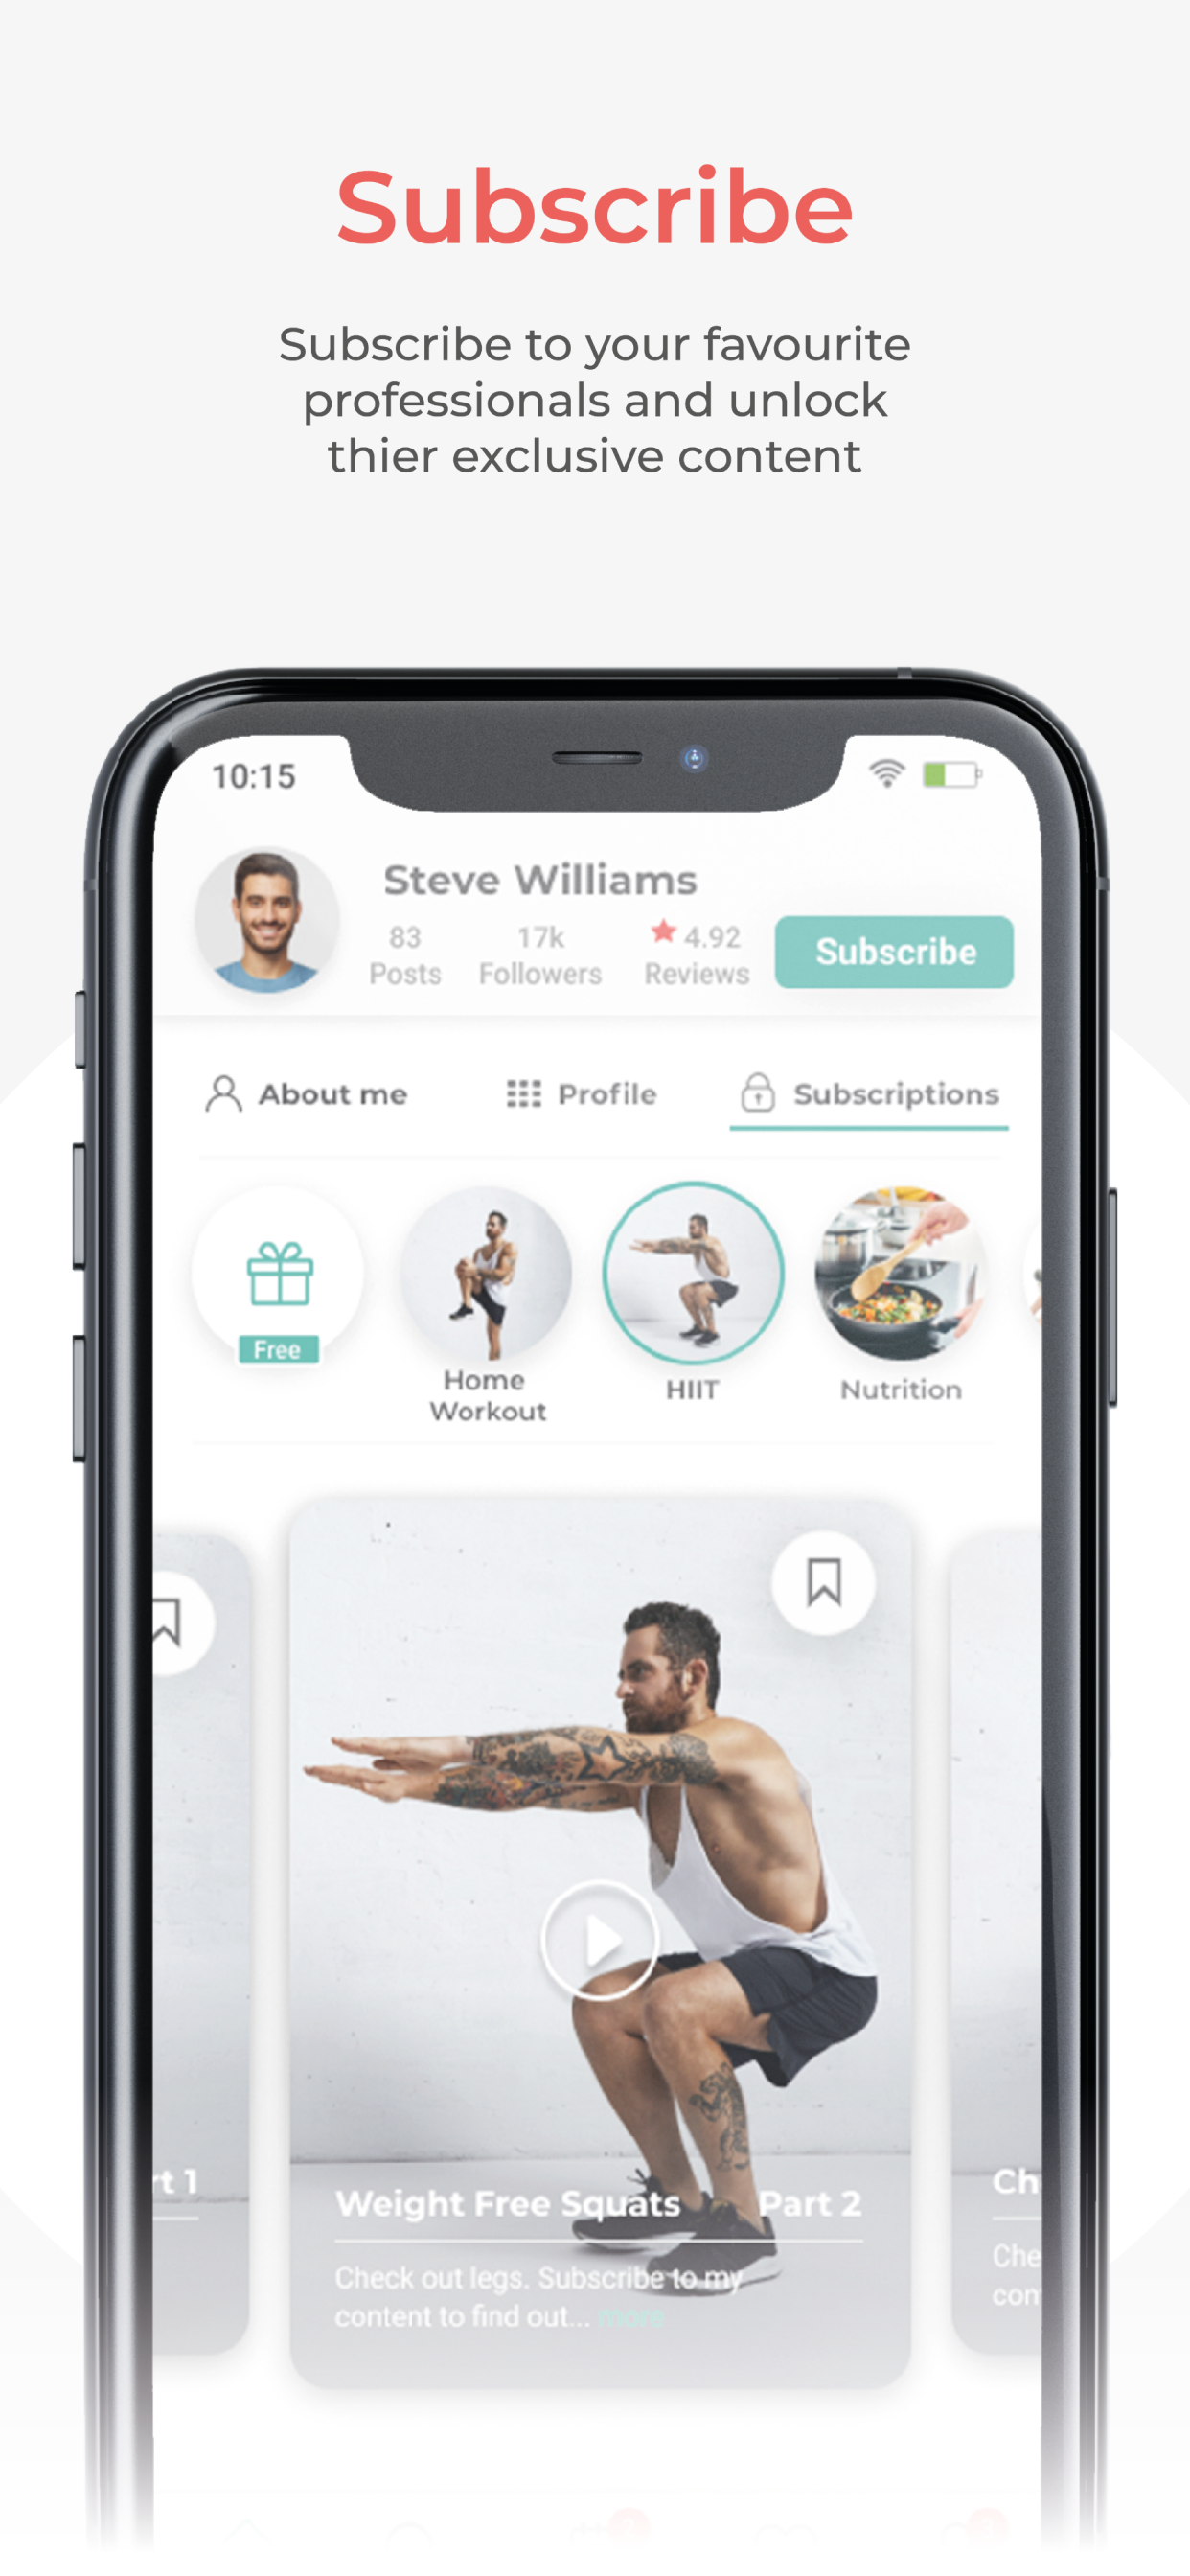 Subscribe
Subscribe to your favourite
professionals and unlock
thier exclusive content
10:15
Steve Williams
83
Posts
17k
Followers
4.92
Reviews
Subscribe
About me
Profile
Subscriptions
Free
Home
Workout
HIIT
Nutrition
rt 1
Weight Free Squats
Part 2
Check out legs. Subscribe to my
content to find out... more
Ch
Che
con